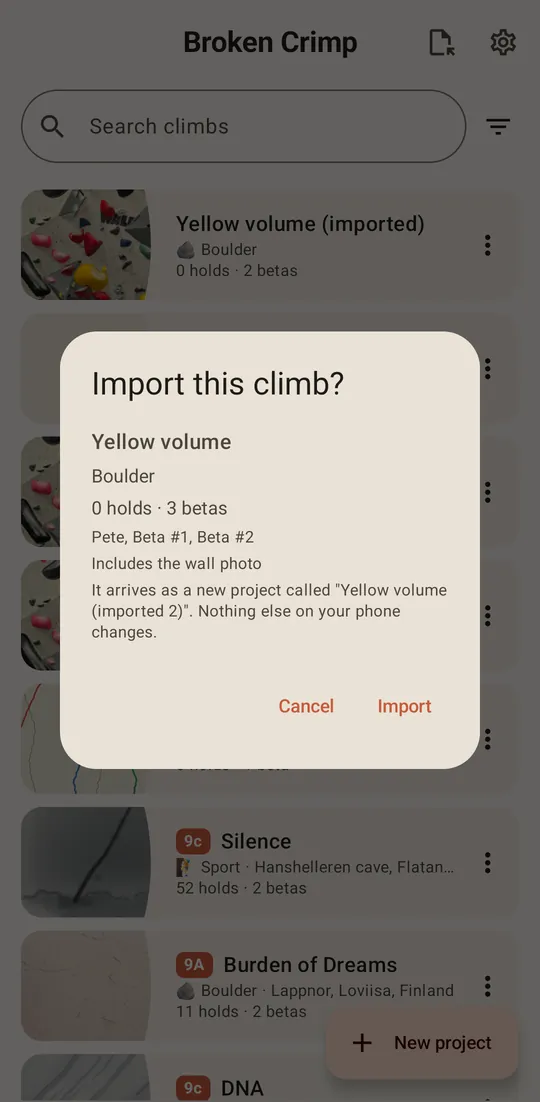 Broken Crimp
Search climbs
Yellow volume (imported)
Boulder
0 holds · 2 betas
Import this climb?
Yellow volume
Boulder
0 holds · 3 betas
Pete, Beta #1, Beta #2
Includes the wall photo
It arrives as a new project called "Yellow volume
(imported 2)". Nothing else on your phone
changes.
Cancel
Import
9c Silence
Sport · Hanshelleren cave, Flatan...
52 holds · 2 betas
9A Burden of Dreams
Boulder · Lappnor, Loviisa, Finland
11 holds · 2 betas
New project
9c DNA